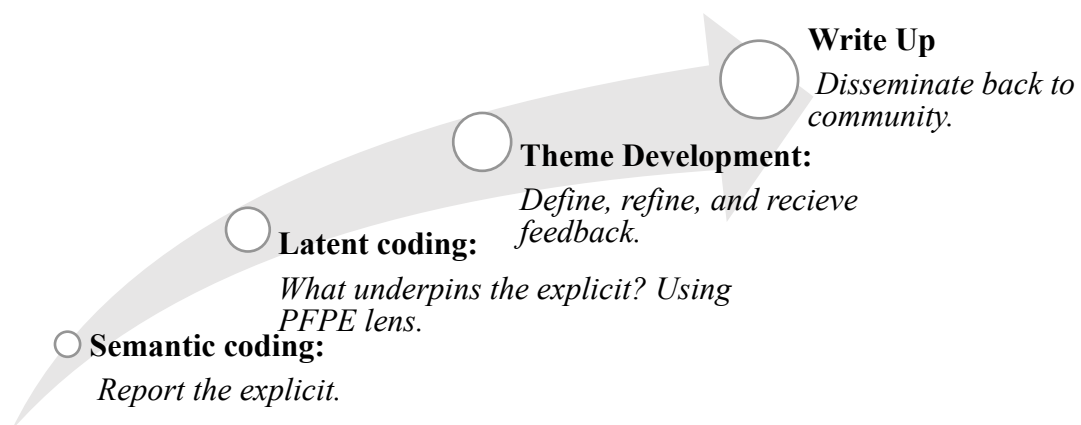 Write Up
Disseminate back to
community.
Theme Development:
Define, refine, and recieve
feedback.
Latent coding:
What underpins the explicit? Using
PFPE lens.
Semantic coding:
Report the explicit.